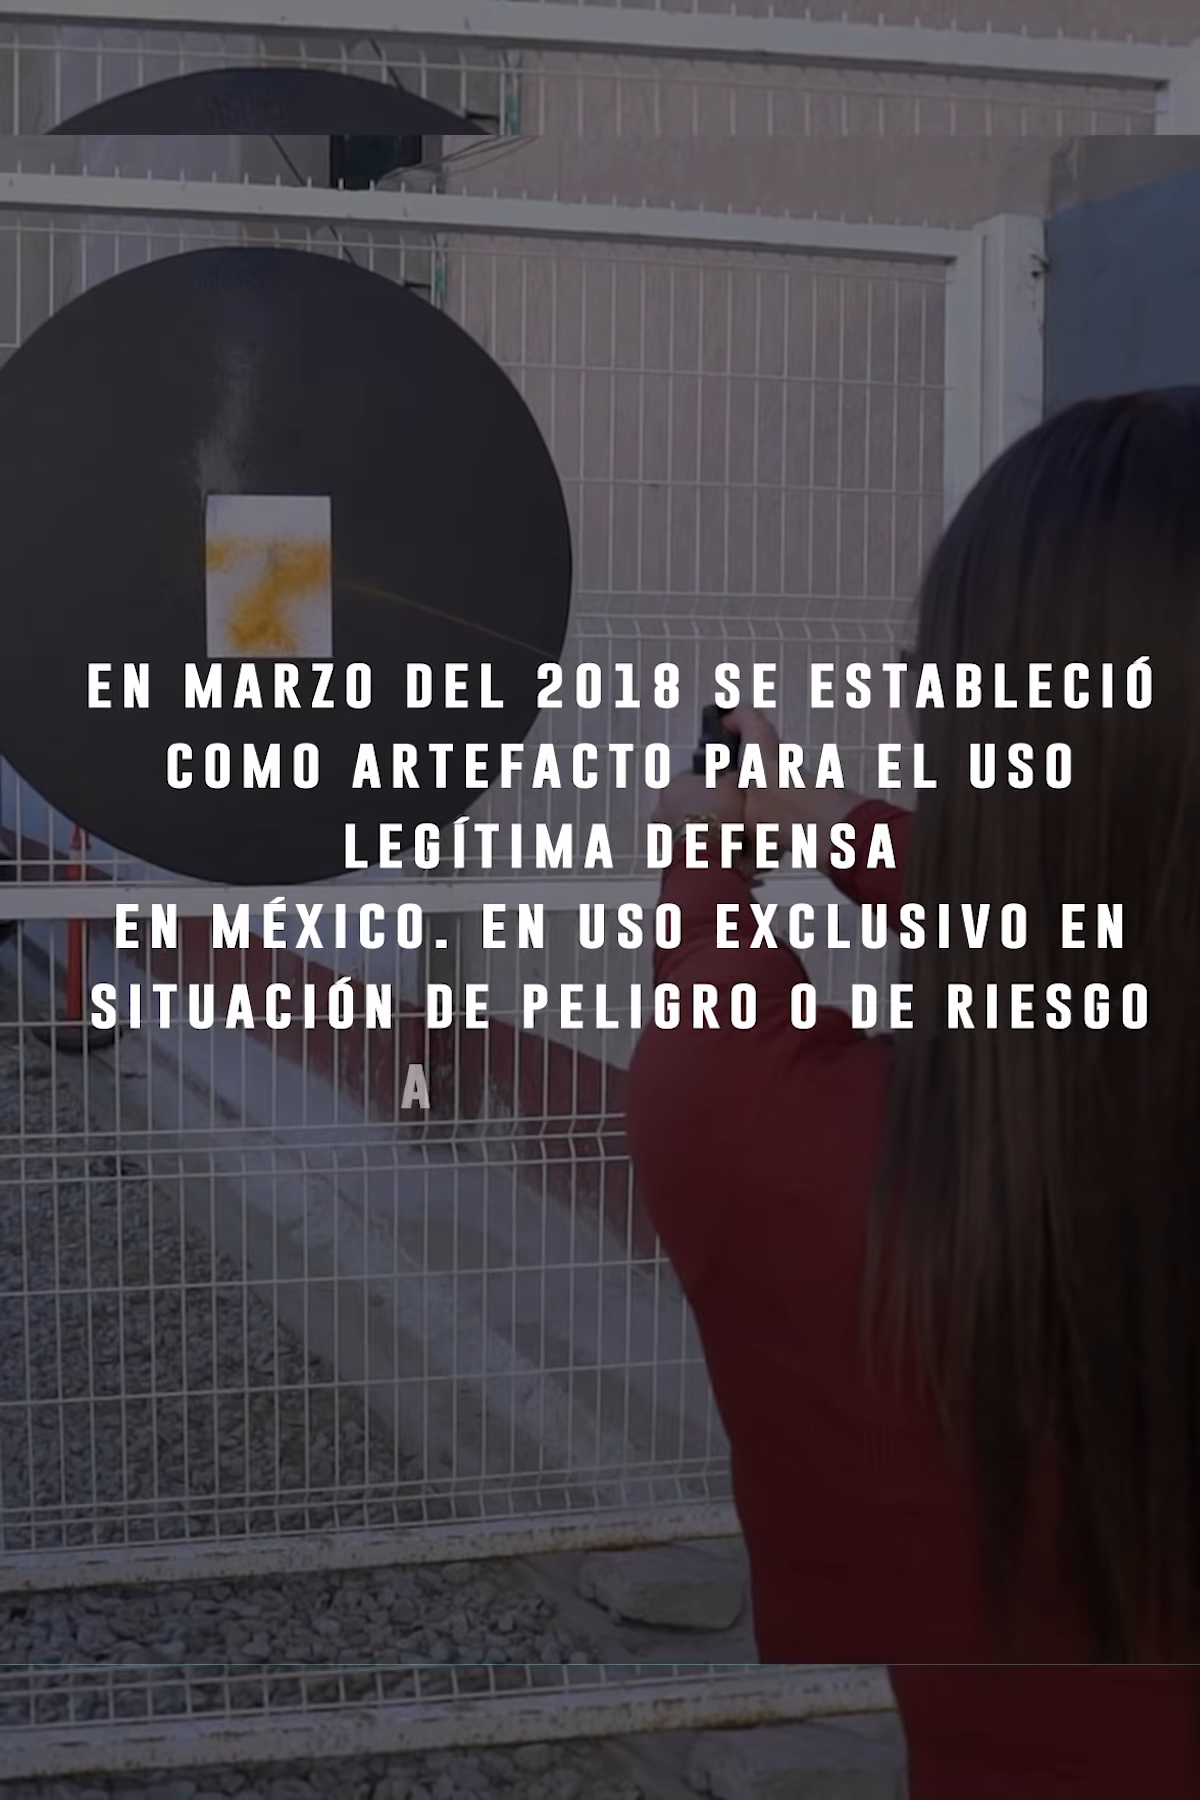 EN MARZO DEL 2018 SE ESTABLECIÓ
COMO ARTEFACTO PARA EL USO
LEGÍTIMA DEFENSA
EN MÉXICO. EN USO EXCLUSIVO EN
SITUACIÓN DE PELIGRO O DE RIESGO
A